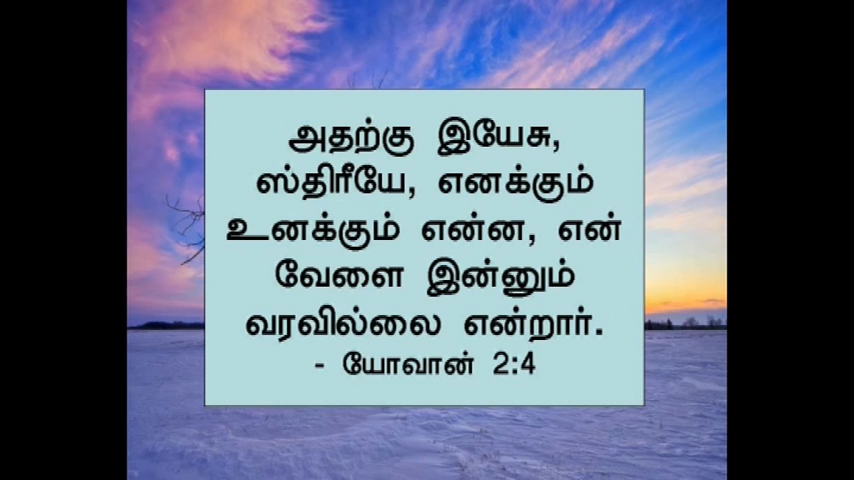 அதற்கு இயேசு,
ஸ்திரீயே, எனக்கும்
உனக்கும் என்ன, என்
வேளை இன்னும்
வரவில்லை என்றார்.
- யோவான் 2:4